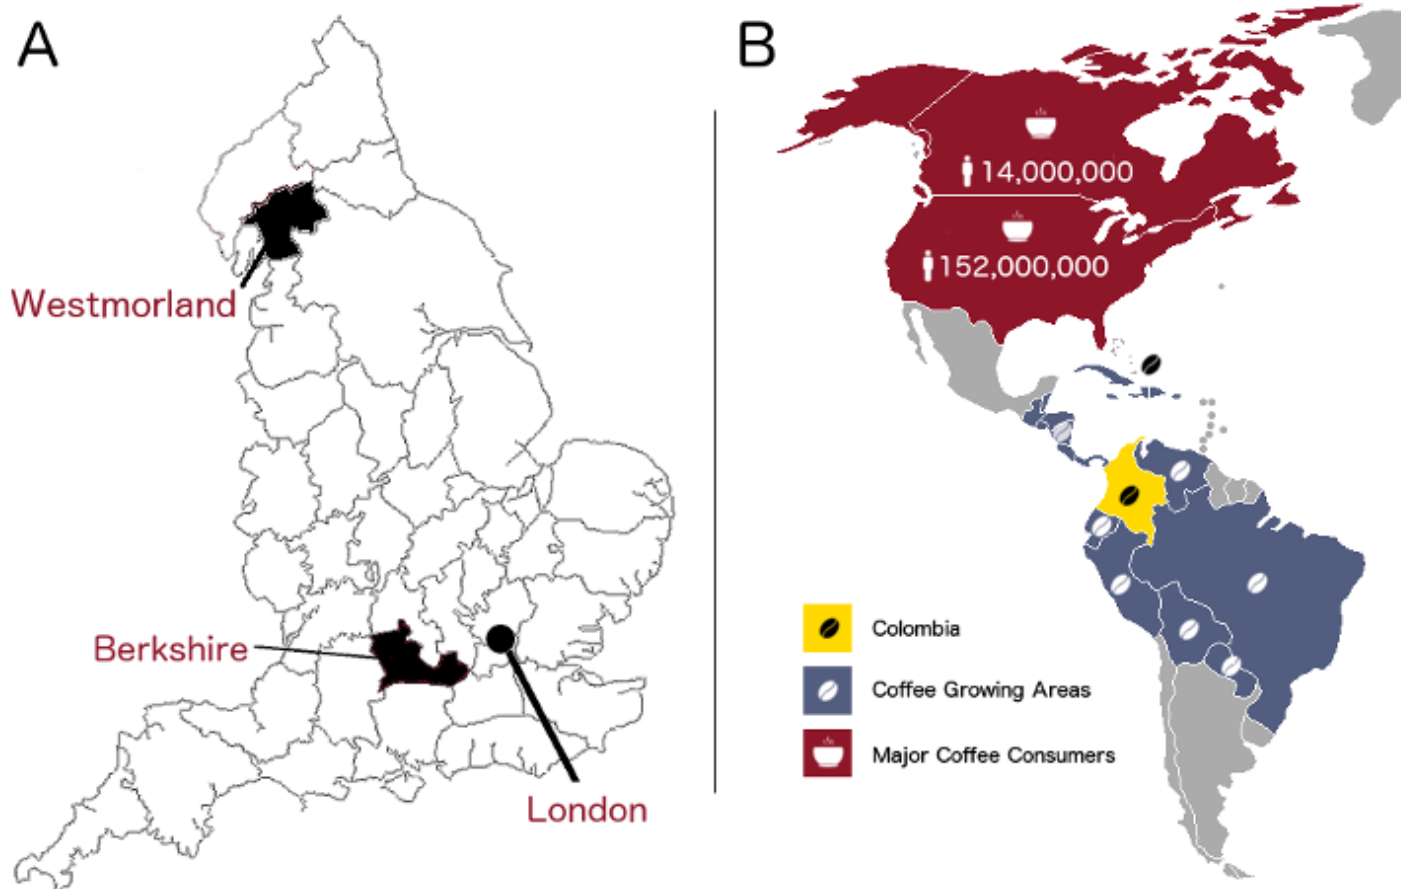 A
Westmorland
Berkshire
London
B
14,000,000
152,000,000
Colombia
Coffee Growing Areas
Major Coffee Consumers